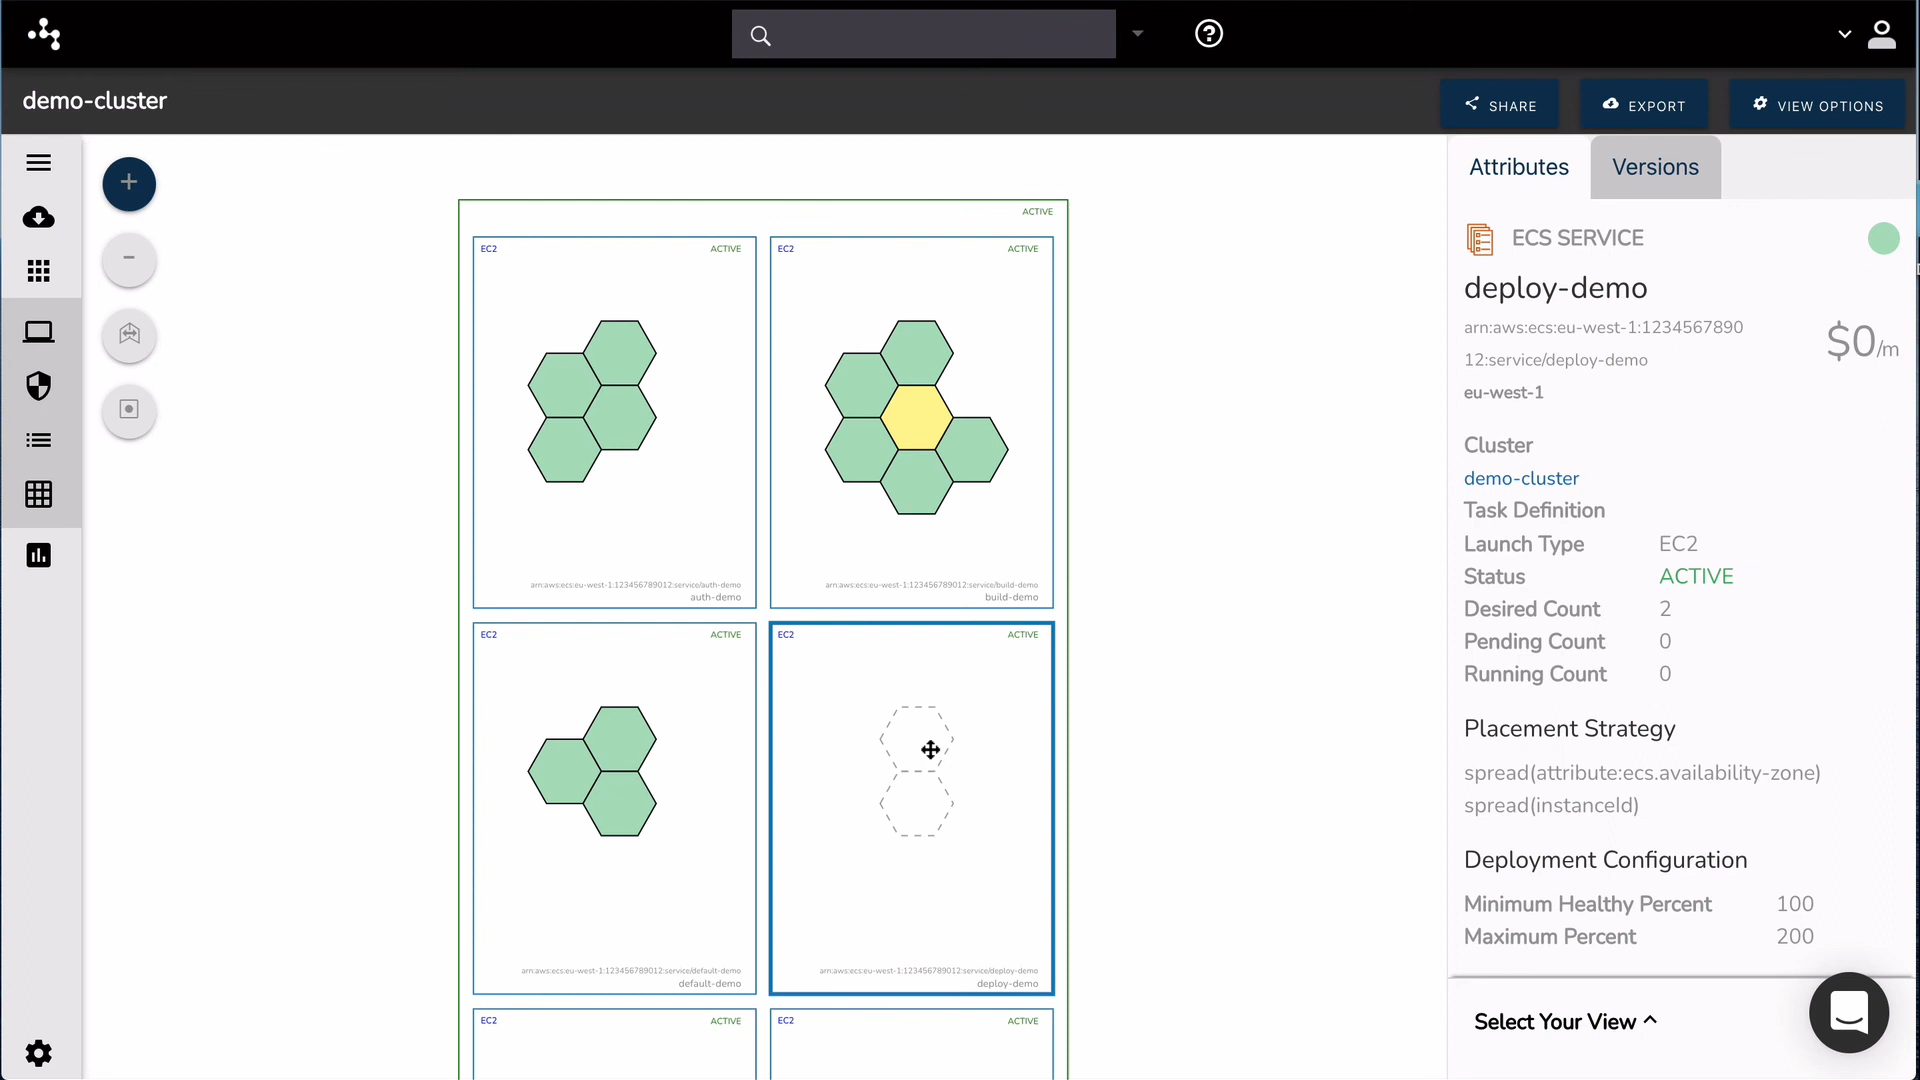 demo-cluster
SHARE
EXPORT
VIEW OPTIONS
ACTIVE
EC2
ACTIVE
arn:aws:ecs:eu-west-1:123456789012:service/auth-demo
auth-demo
EC2
ACTIVE
arn:aws:ecs:eu-west-1:123456789012:service/build-demo
build-demo
EC2
ACTIVE
arn:aws:ecs:eu-west-1:123456789012:service/default-demo
default-demo
EC2
ACTIVE
arn:aws:ecs:eu-west-1:123456789012:service/deploy-demo
deploy-demo
EC2
ACTIVE
EC2
ACTIVE
Attributes
Versions
ECS SERVICE
deploy-demo
arn:aws:ecs:eu-west-1:1234567890
12:service/deploy-demo
$0/m
eu-west-1
Cluster
demo-cluster
Task Definition
Launch Type EC2
Status ACTIVE
Desired Count 2
Pending Count 0
Running Count 0
Placement Strategy
spread(attribute:ecs.availability-zone)
spread(instanceId)
Deployment Configuration
Minimum Healthy Percent 100
Maximum Percent 200
Select Your View